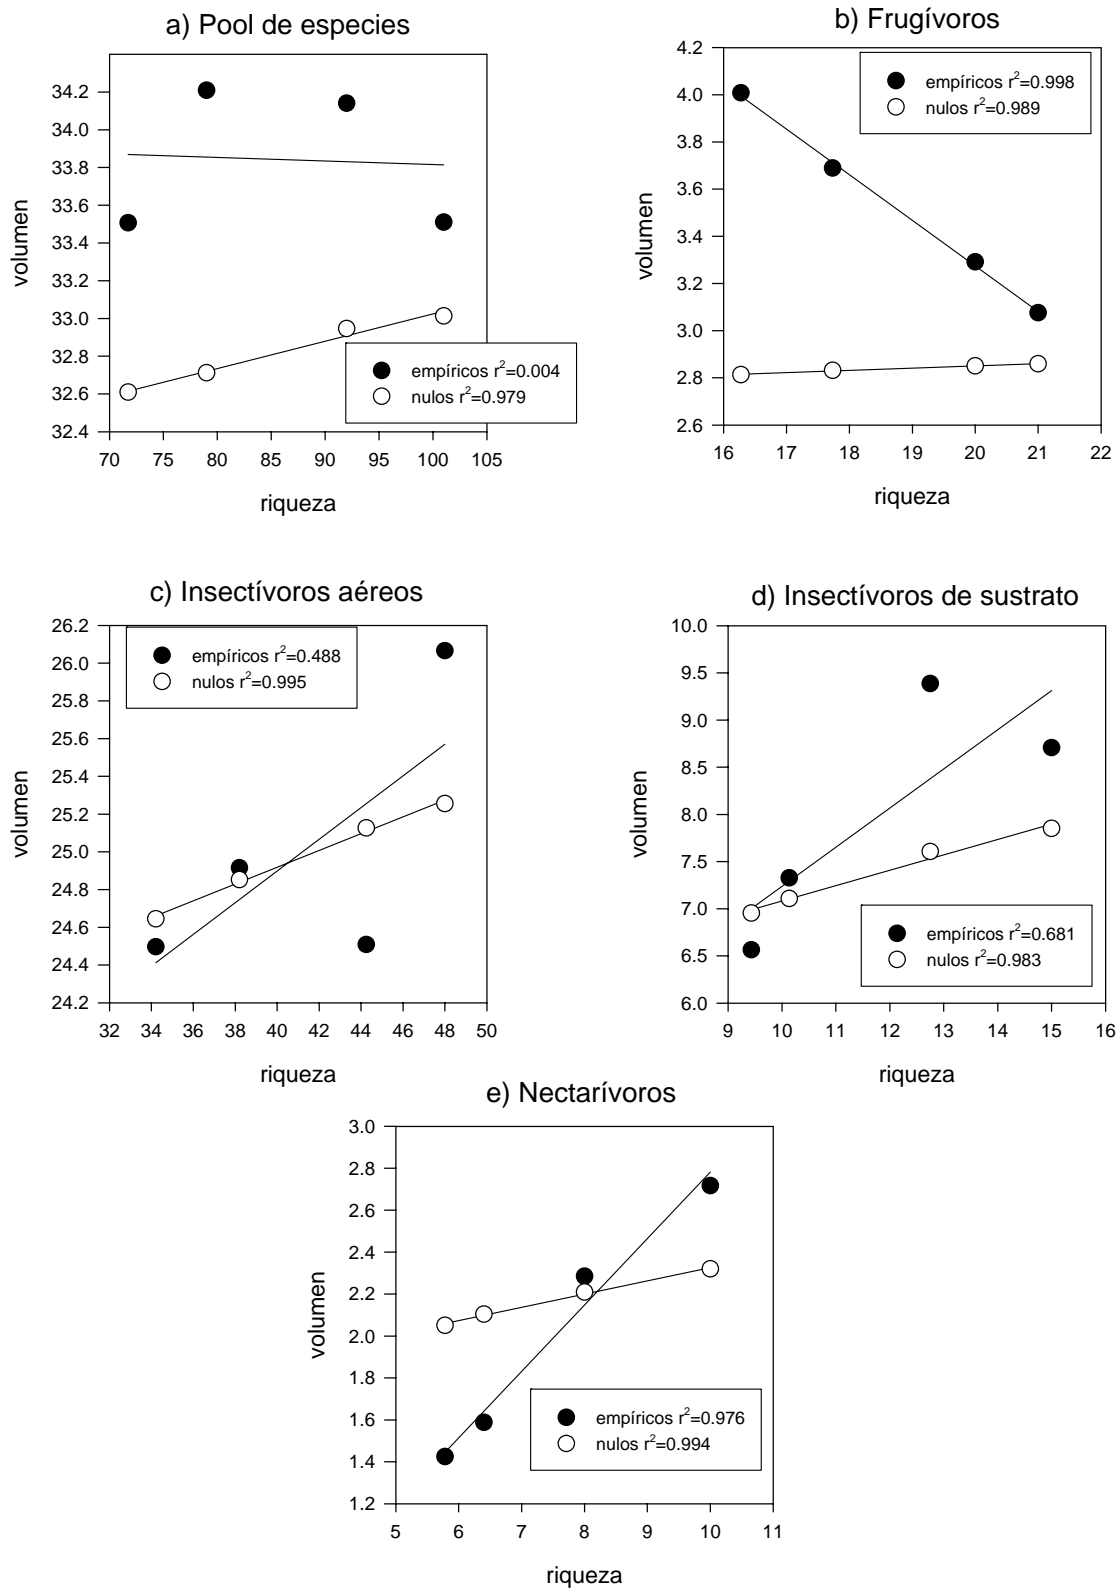 a) Pool de especies
34.2
34.0
33.8
33.6
33.4
33.2
33.0
32.8
32.6
32.4
volumen
70 75 80 85 90 95 100 105
riqueza
empíricos r²=0.004
nulos r²=0.979
b) Frugívoros
4.2
4.0
3.8
3.6
3.4
3.2
3.0
2.8
2.6
volumen
16 17 18 19 20 21 22
riqueza
empíricos r²=0.998
nulos r²=0.989
c) Insectívoros aéreos
26.2
26.0
25.8
25.6
25.4
25.2
25.0
24.8
24.6
24.4
24.2
volumen
32 34 36 38 40 42 44 46 48 50
riqueza
empíricos r²=0.488
nulos r²=0.995
d) Insectívoros de sustrato
10.0
9.5
9.0
8.5
8.0
7.5
7.0
6.5
6.0
volumen
9 10 11 12 13 14 15 16
riqueza
empíricos r²=0.681
nulos r²=0.983
e) Nectarívoros
3.0
2.8
2.6
2.4
2.2
2.0
1.8
1.6
1.4
1.2
volumen
5 6 7 8 9 10 11
riqueza
empíricos r²=0.976
nulos r²=0.994